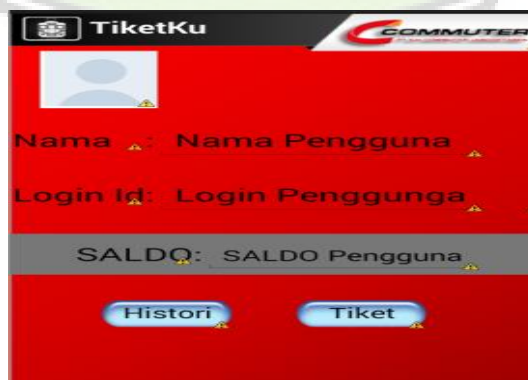 TiketKu
COMMUTER
Nama : Nama Pengguna
Login Id: Login Penggunga
SALDO: SALDO Pengguna
Histori
Tiket